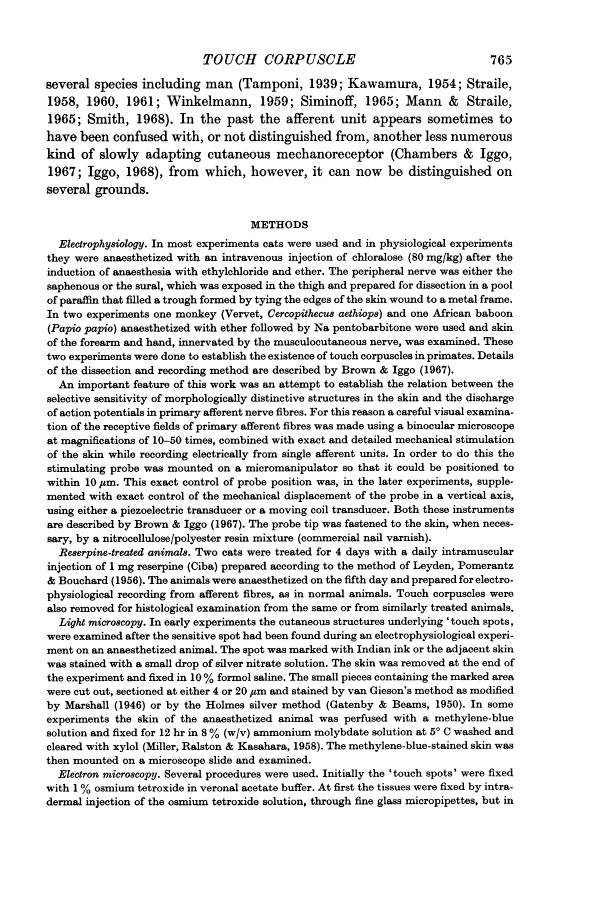 TOUCH CORPUSCLE 765
several species including man (Tamponi, 1939; Kawamura, 1954; Straile,
1958, 1960, 1961; Winkelmann, 1959; Siminoff, 1965; Mann & Straile,
1965; Smith, 1968). In the past the afferent unit appears sometimes to
have been confused with, or not distinguished from, another less numerous
kind of slowly adapting cutaneous mechanoreceptor (Chambers & Iggo,
1967; Iggo, 1968), from which, however, it can now be distinguished on
several grounds.
METHODS
Electrophysiology. In most experiments cats were used and in physiological experiments
they were anaesthetized with an intravenous injection of chloralose (80 mg/kg) after the
induction of anaesthesia with ethylchloride and ether. The peripheral nerve was either the
saphenous or the sural, which was exposed in the thigh and prepared for dissection in a pool
of paraffin that filled a trough formed by tying the edges of the skin wound to a metal frame.
In two experiments one monkey (Vervet, Cercopithecus aethiops) and one African baboon
(Papio papio) anaesthetized with ether followed by Na pentobarbitone were used and skin
of the forearm and hand, innervated by the musculocutaneous nerve, was examined. These
two experiments were done to establish the existence of touch corpuscles in primates. Details
of the dissection and recording method are described by Brown & Iggo (1967).
An important feature of this work was an attempt to establish the relation between the
selective sensitivity of morphologically distinctive structures in the skin and the discharge
of action potentials in primary afferent nerve fibres. For this reason a careful visual examina-
tion of the receptive fields of primary afferent fibres was made using a binocular microscope
at magnifications of 10–50 times, combined with exact and detailed mechanical stimulation
of the skin while recording electrically from single afferent units. In order to do this the
stimulating probe was mounted on a micromanipulator so that it could be positioned to
within 10 μm. This exact control of probe position was, in the later experiments, supple-
mented with exact control of the mechanical displacement of the probe in a vertical axis,
using either a piezoelectric transducer or a moving coil transducer. Both these instruments
are described by Brown & Iggo (1967). The probe tip was fastened to the skin, when neces-
sary, by a nitrocellulose/polyester resin mixture (commercial nail varnish).
Reserpine-treated animals. Two cats were treated for 4 days with a daily intramuscular
injection of 1 mg reserpine (Ciba) prepared according to the method of Leyden, Pomerantz
& Bouchard (1956). The animals were anaesthetized on the fifth day and prepared for electro-
physiological recording from afferent fibres, as in normal animals. Touch corpuscles were
also removed for histological examination from the same or from similarly treated animals.
Light microscopy. In early experiments the cutaneous structures underlying ‘touch spots,
were examined after the sensitive spot had been found during an electrophysiological experi-
ment on an anaesthetized animal. The spot was marked with Indian ink or the adjacent skin
was stained with a small drop of silver nitrate solution. The skin was removed at the end of
the experiment and fixed in 10 % formol saline. The small pieces containing the marked area
were cut out, sectioned at either 4 or 20 μm and stained by van Gieson's method as modified
by Marshall (1946) or by the Holmes silver method (Gatenby & Beams, 1950). In some
experiments the skin of the anaesthetized animal was perfused with a methylene-blue
solution and fixed for 12 hr in 8 % (w/v) ammonium molybdate solution at 5° C washed and
cleared with xylol (Miller, Ralston & Kasahara, 1958). The methylene-blue-stained skin was
then mounted on a microscope slide and examined.
Electron microscopy. Several procedures were used. Initially the ‘touch spots’ were fixed
with 1 % osmium tetroxide in veronal acetate buffer. At first the tissues were fixed by intra-
dermal injection of the osmium tetroxide solution, through fine glass micropipettes, but in